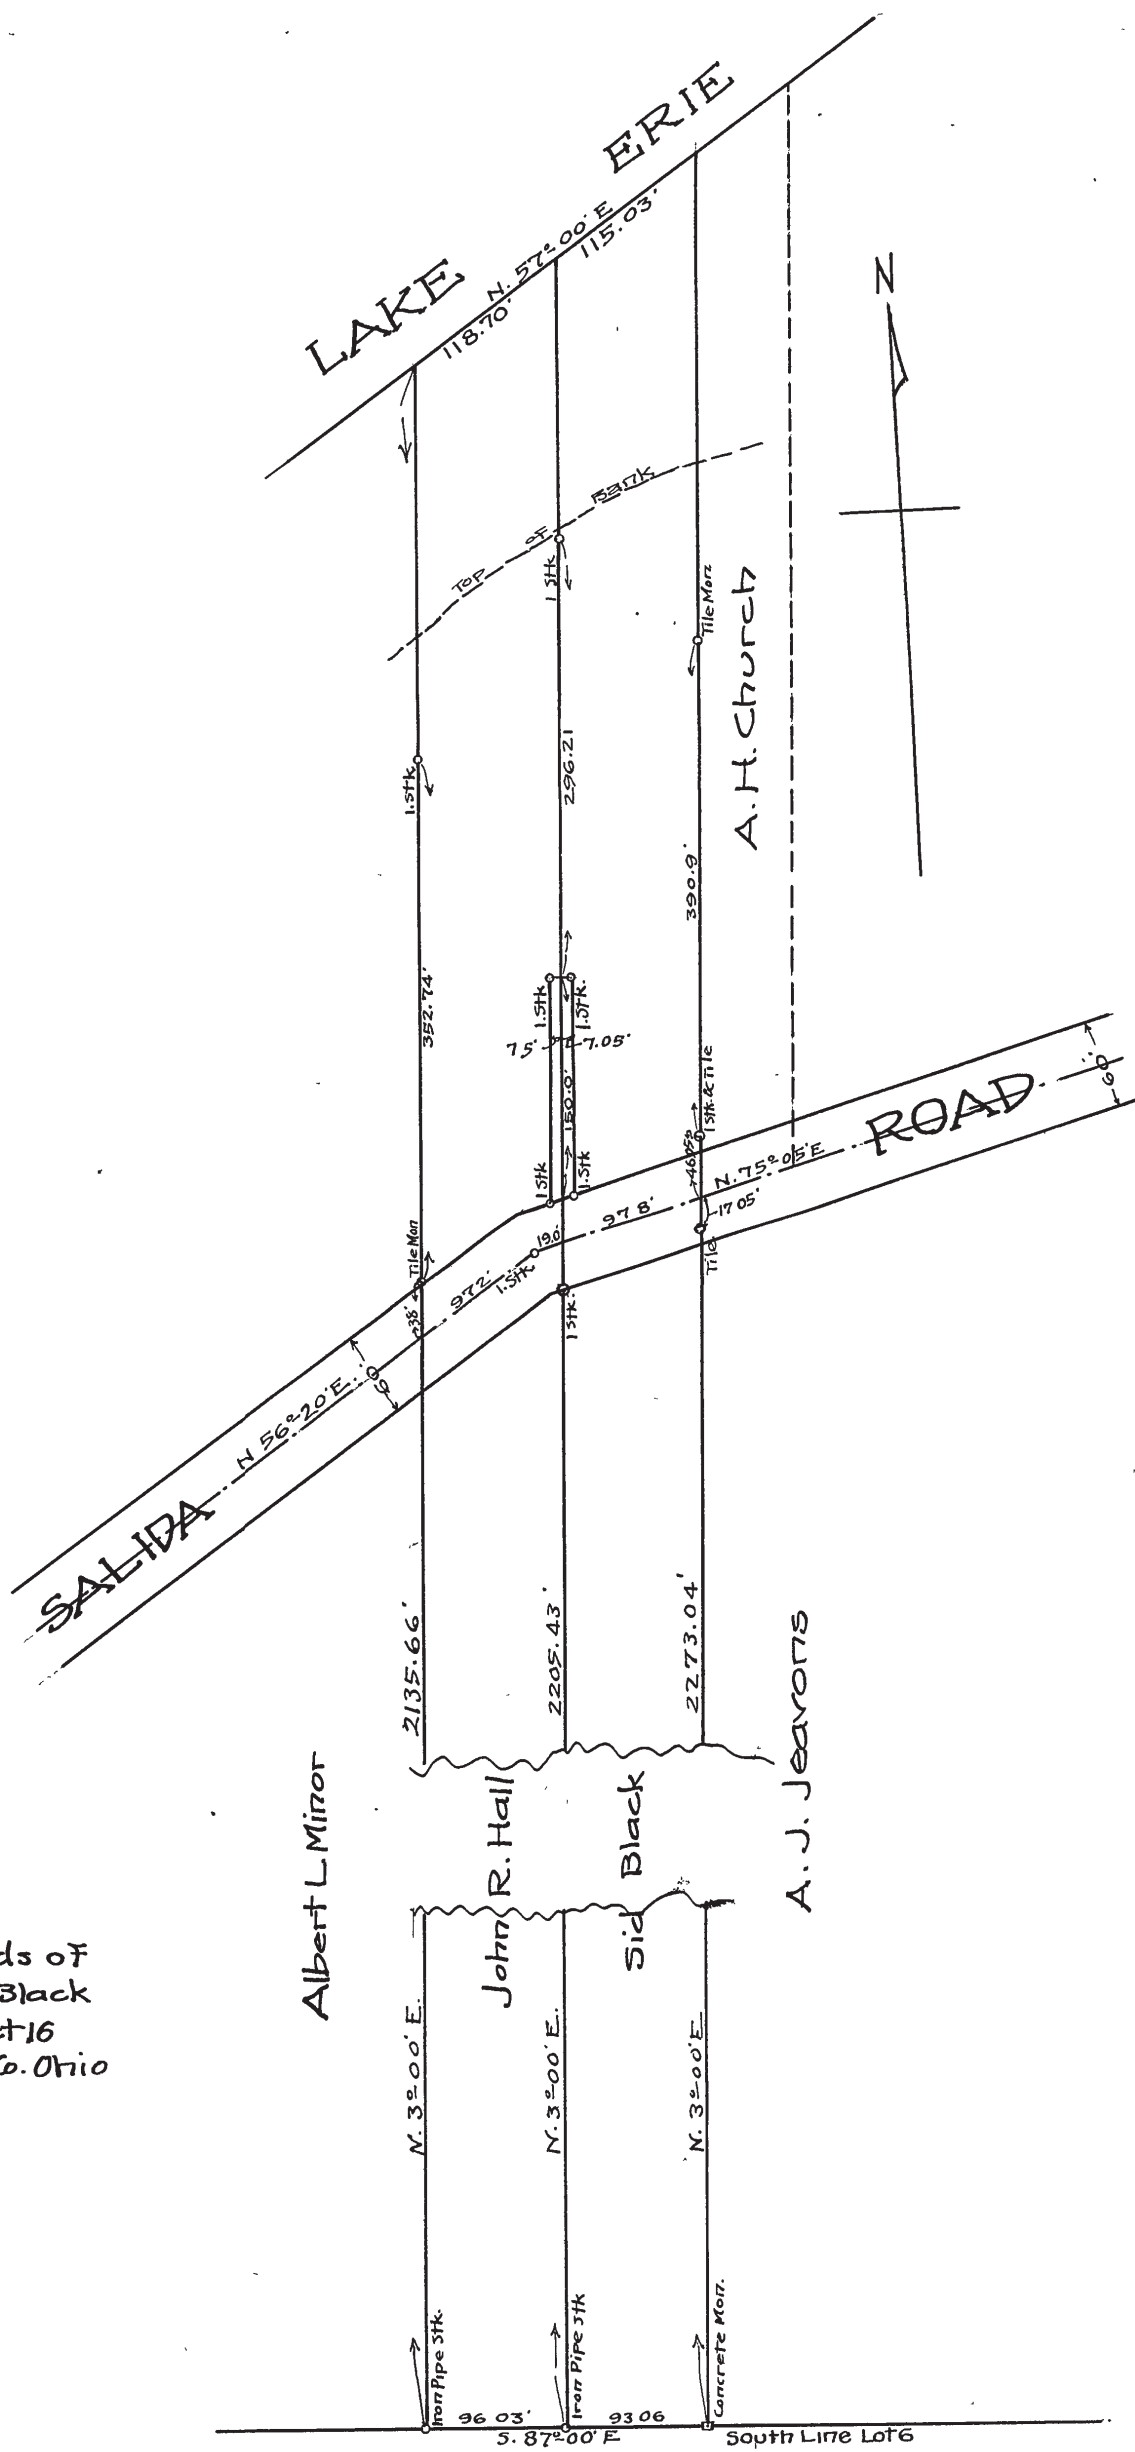 LAKE ERIE
N. 57°00' E
118.70'
115.03'
N
Top of Bank
1 Stk
Tile Mon
A. H. Church
1. Stk
296.21
390.9'
352.74'
1. Stk
1. Stk.
75'
7.05'
150.0'
1 Stk & Tile
60'
ROAD
N. 75°05' E
46.05'
1 Stk
1. Stk
97 8'
17 05'
Tile
19.0'
Tile Mon
38'
97 2'
1. Stk
1 Stk.
N 56°20' E.
SALIDA
2135.66'
2205.43'
2273.04'
Albert L Minor
John R. Hall
Sid Black
A. J. Jeavons
ds of
Black
t 16
Co. Ohio
N. 3°00' E.
N. 3°00' E.
N. 3°00' E
Iron Pipe Stk.
Iron Pipe Stk
Concrete Mon.
96 03'
93 06
S. 87°00' E
South Line Lot 6